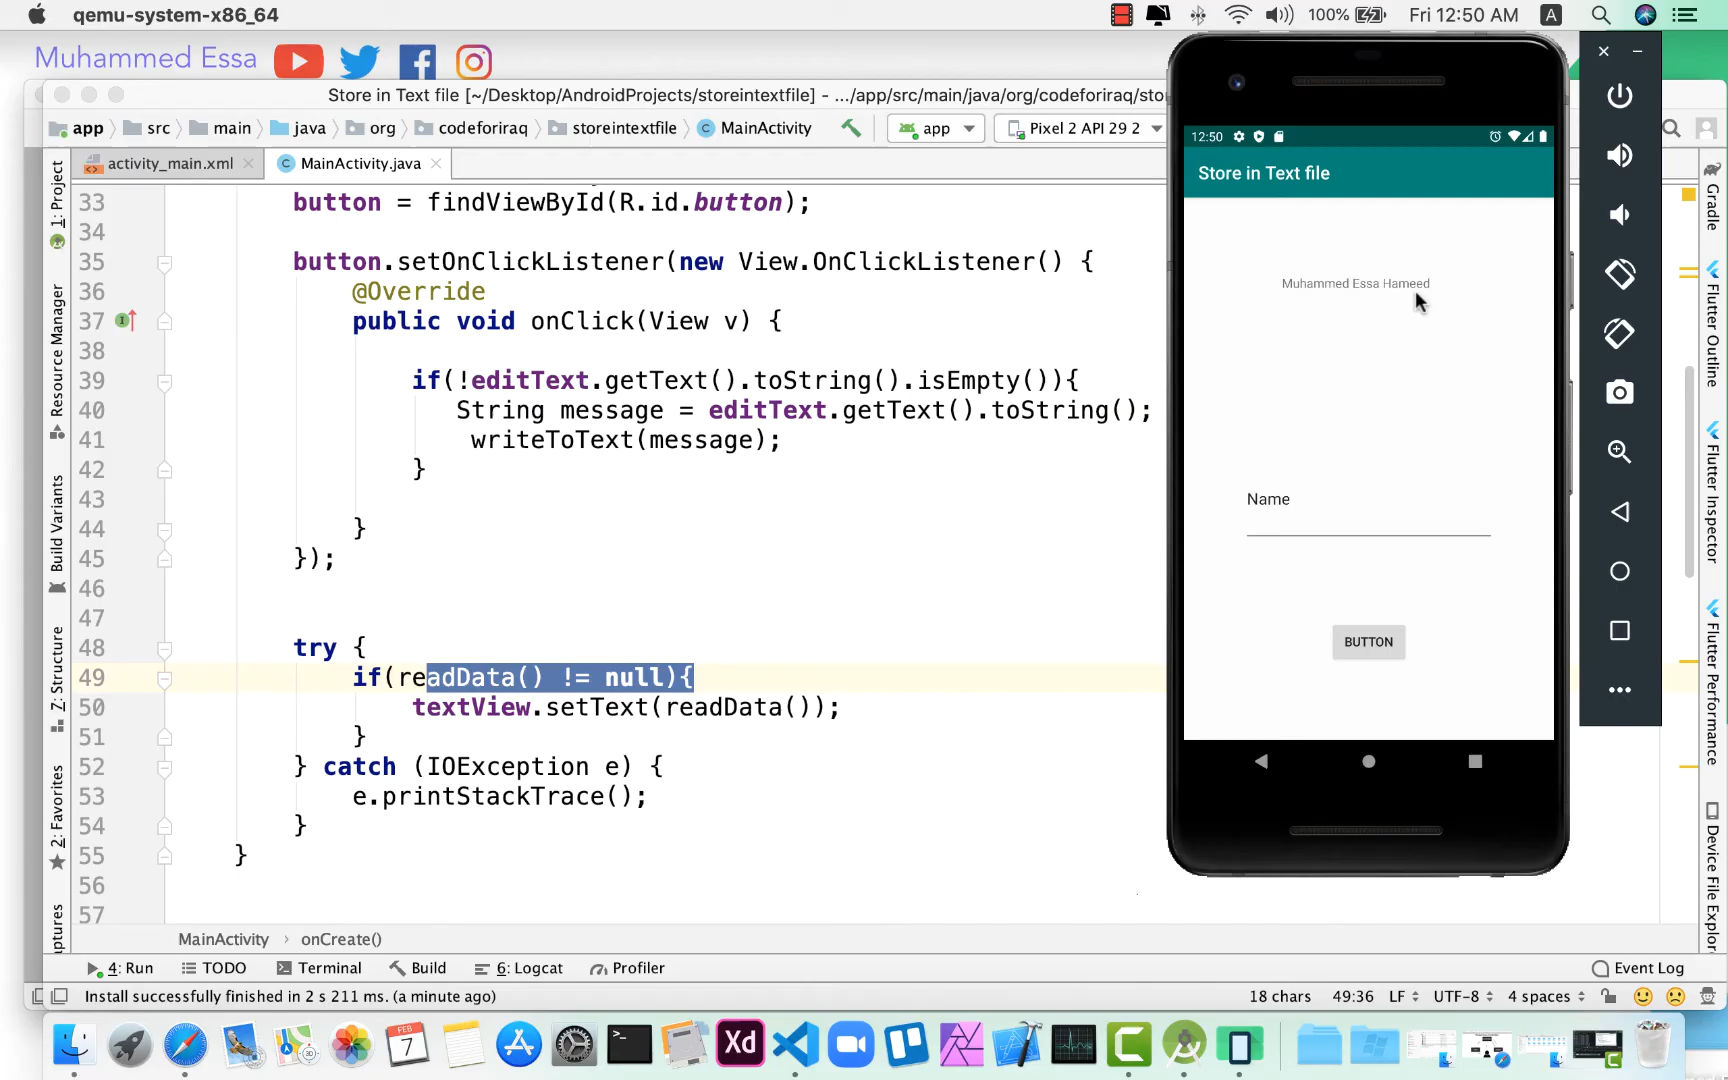 qemu-system-x86_64
100%
Fri 12:50 AM
A
Muhammed Essa
Store in Text file [~/Desktop/AndroidProjects/storeintextfile] - .../app/src/main/java/org/codeforiraq/sto
app
src
main
java
org
codeforiraq
storeintextfile
C MainActivity
app
Pixel 2 API 29 2
activity_main.xml
C MainActivity.java
33 button = findViewById(R.id.button);
34
35 button.setOnClickListener(new View.OnClickListener() {
36 @Override
37 public void onClick(View v) {
38
39 if(!editText.getText().toString().isEmpty()){
40 String message = editText.getText().toString();
41 writeToText(message);
42 }
43
44 }
45 });
46
47
48 try {
49 if(readData() != null){
50 textView.setText(readData());
51 }
52 } catch (IOException e) {
53 e.printStackTrace();
54 }
55 }
56
57
1: Project
Resource Manager
Build Variants
Z: Structure
2: Favorites
ptures
12:50
Store in Text file
Muhammed Essa Hameed
Name
BUTTON
Gradle
Flutter Outline
Flutter Inspector
Flutter Performance
Device File Explor
MainActivity › onCreate()
4: Run
TODO
Terminal
Build
6: Logcat
Profiler
Event Log
Install successfully finished in 2 s 211 ms. (a minute ago)
18 chars
49:36
LF
UTF-8
4 spaces
FEB
7
Xd